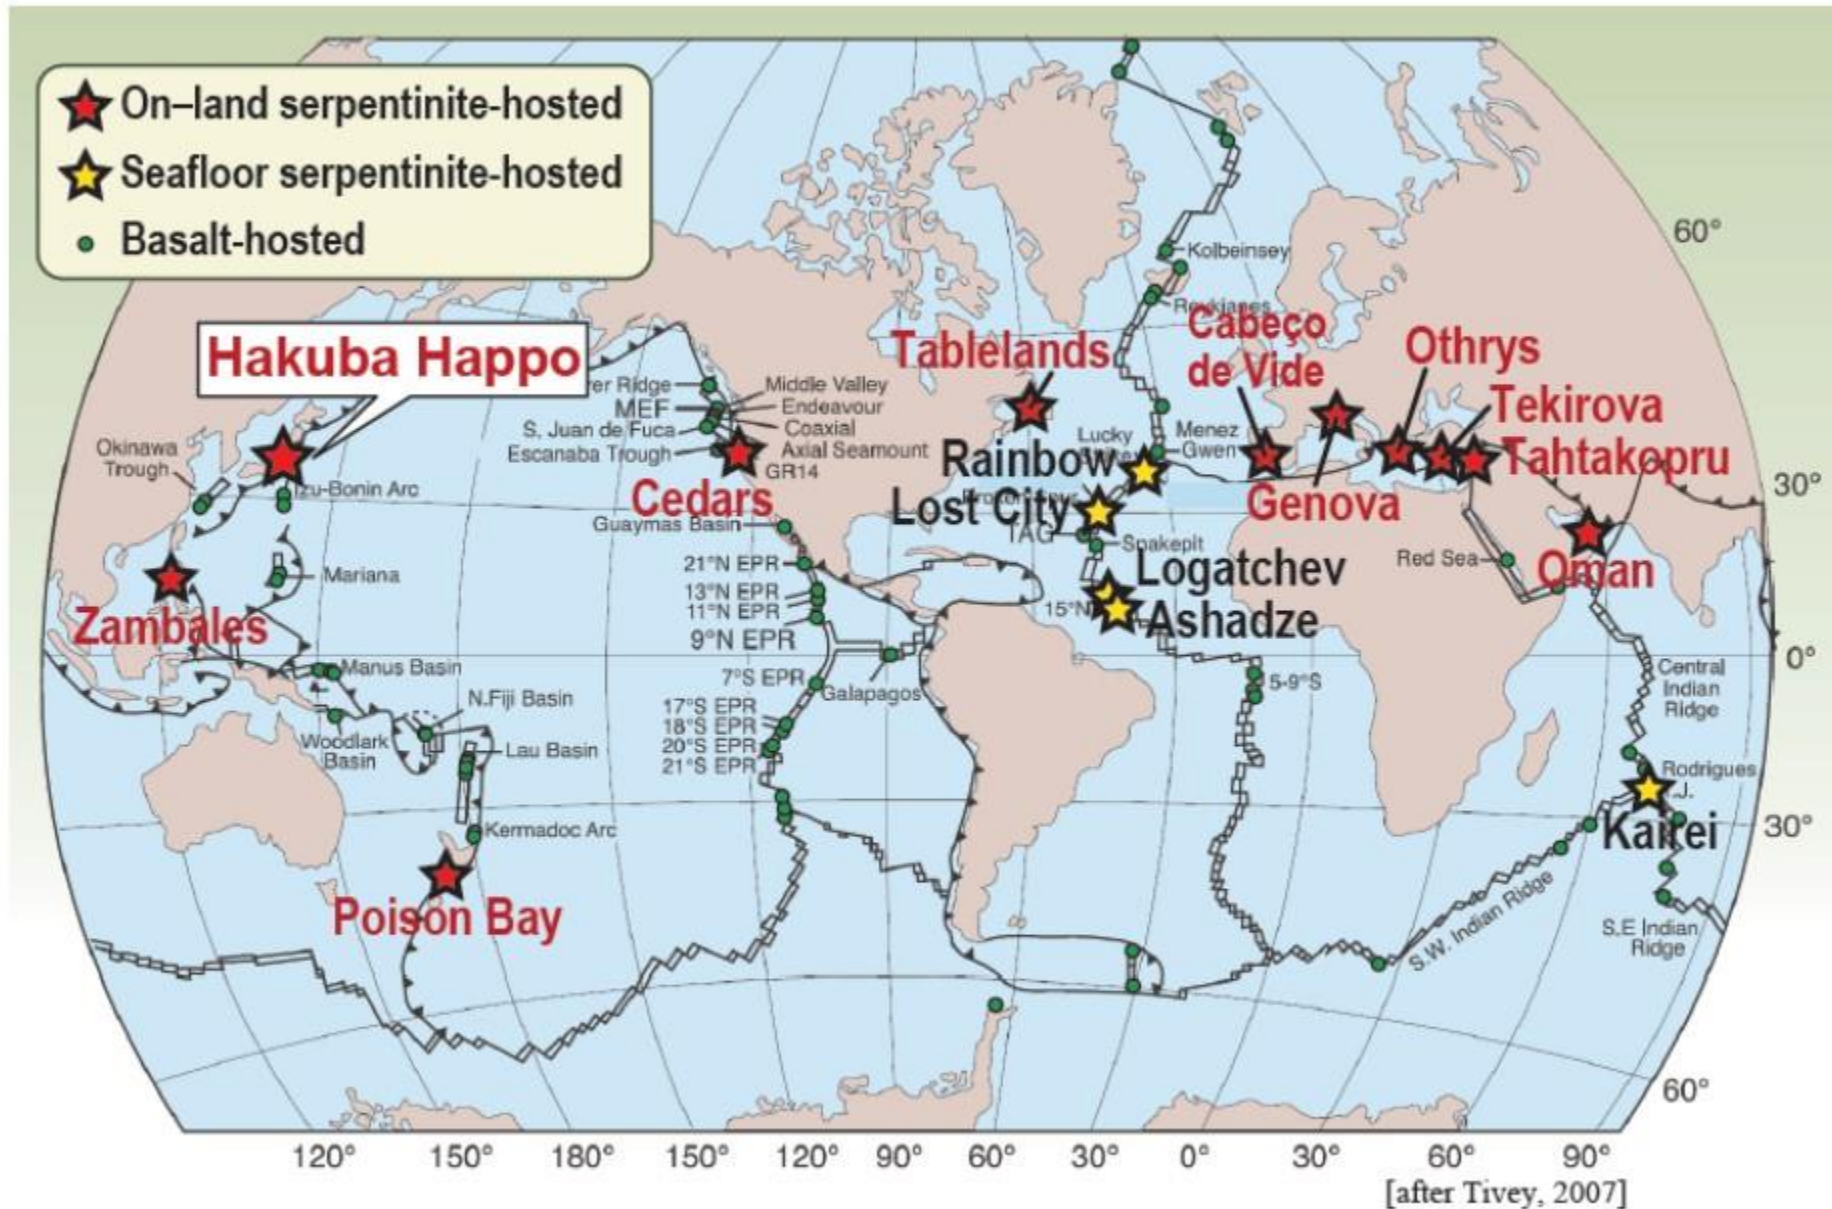 On–land serpentinite-hosted
Seafloor serpentinite-hosted
Basalt-hosted
60°
Kolbeinsey
Reykjanes
Hakuba Happo
Tablelands
Cabeço
de Vide
Othrys
Tekirova
Tahtakopru
Genova
Oman
Middle Valley
MEF
Endeavour
S. Juan de Fuca
Coaxial
Escanaba Trough
Axial Seamount
GR14
Cedars
Okinawa
Trough
Izu-Bonin Arc
Lucky
Menez
Gwen
Rainbow
Lost City
TAG
Snakepit
30°
Guaymas Basin
Red Sea
Mariana
Zambales
21°N EPR
13°N EPR
11°N EPR
9°N EPR
Logatchev
15°N
Ashadze
Manus Basin
0°
7°S EPR
Galapagos
5-9°S
Central
Indian
Ridge
N.Fiji Basin
Woodlark
Basin
Lau Basin
17°S EPR
18°S EPR
20°S EPR
21°S EPR
Rodrigues
T.J.
Kairei
30°
Kermadoc Arc
Poison Bay
S.W. Indian Ridge
S.E Indian
Ridge
60°
120° 150° 180° 150° 120° 90° 60° 30° 0° 30° 60° 90°
[after Tivey, 2007]